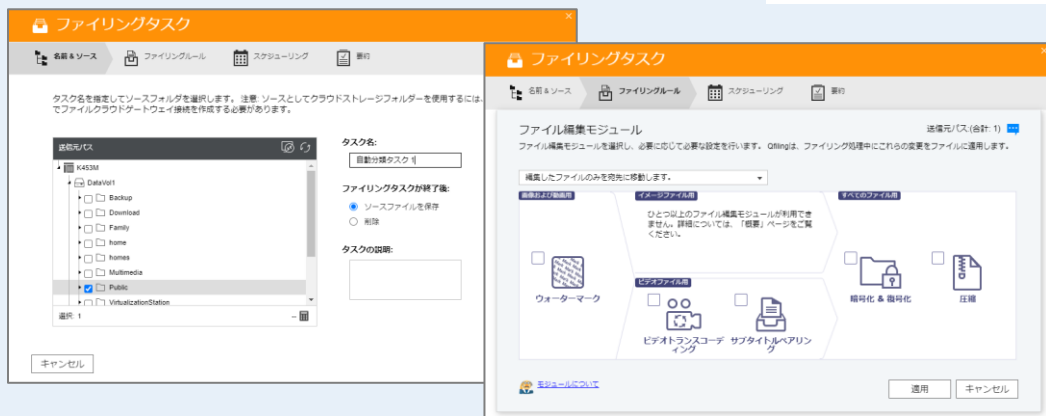 ファイリングタスク
名前 & ソース
ファイリングルール
スケジューリング
要約
タスク名を指定してソースフォルダを選択します。 注意: ソースとしてクラウドストレージフォルダーを使用するには、
でファイルクラウドゲートウェイ接続を作成する必要があります。
送信元パス
K453M
DataVol1
Backup
Download
Family
home
homes
Multimedia
Public
VirtualizationStation
選択: 1
タスク名:
自動分類タスク 1
ファイリングタスクが終了後:
ソースファイルを保存
削除
タスクの説明:
キャンセル
ファイリングタスク
名前 & ソース
ファイリングルール
スケジューリング
要約
ファイル編集モジュール
送信元パス:(合計: 1)
ファイル編集モジュールを選択し、必要に応じて必要な設定を行います。 Qfilingは、ファイリング処理中にこれらの変更をファイルに適用します。
編集したファイルのみを宛先に移動します。
画像および動画用
ウォーターマーク
イメージファイル用
ひとつ以上のファイル編集モジュールが利用でき
ません。詳細については、「概要」ページをご覧
ください。
ビデオファイル用
ビデオトランスコーデ
ィング
サブタイトルペアリン
グ
すべてのファイル用
暗号化 & 復号化
圧縮
モジュールについて
適用
キャンセル